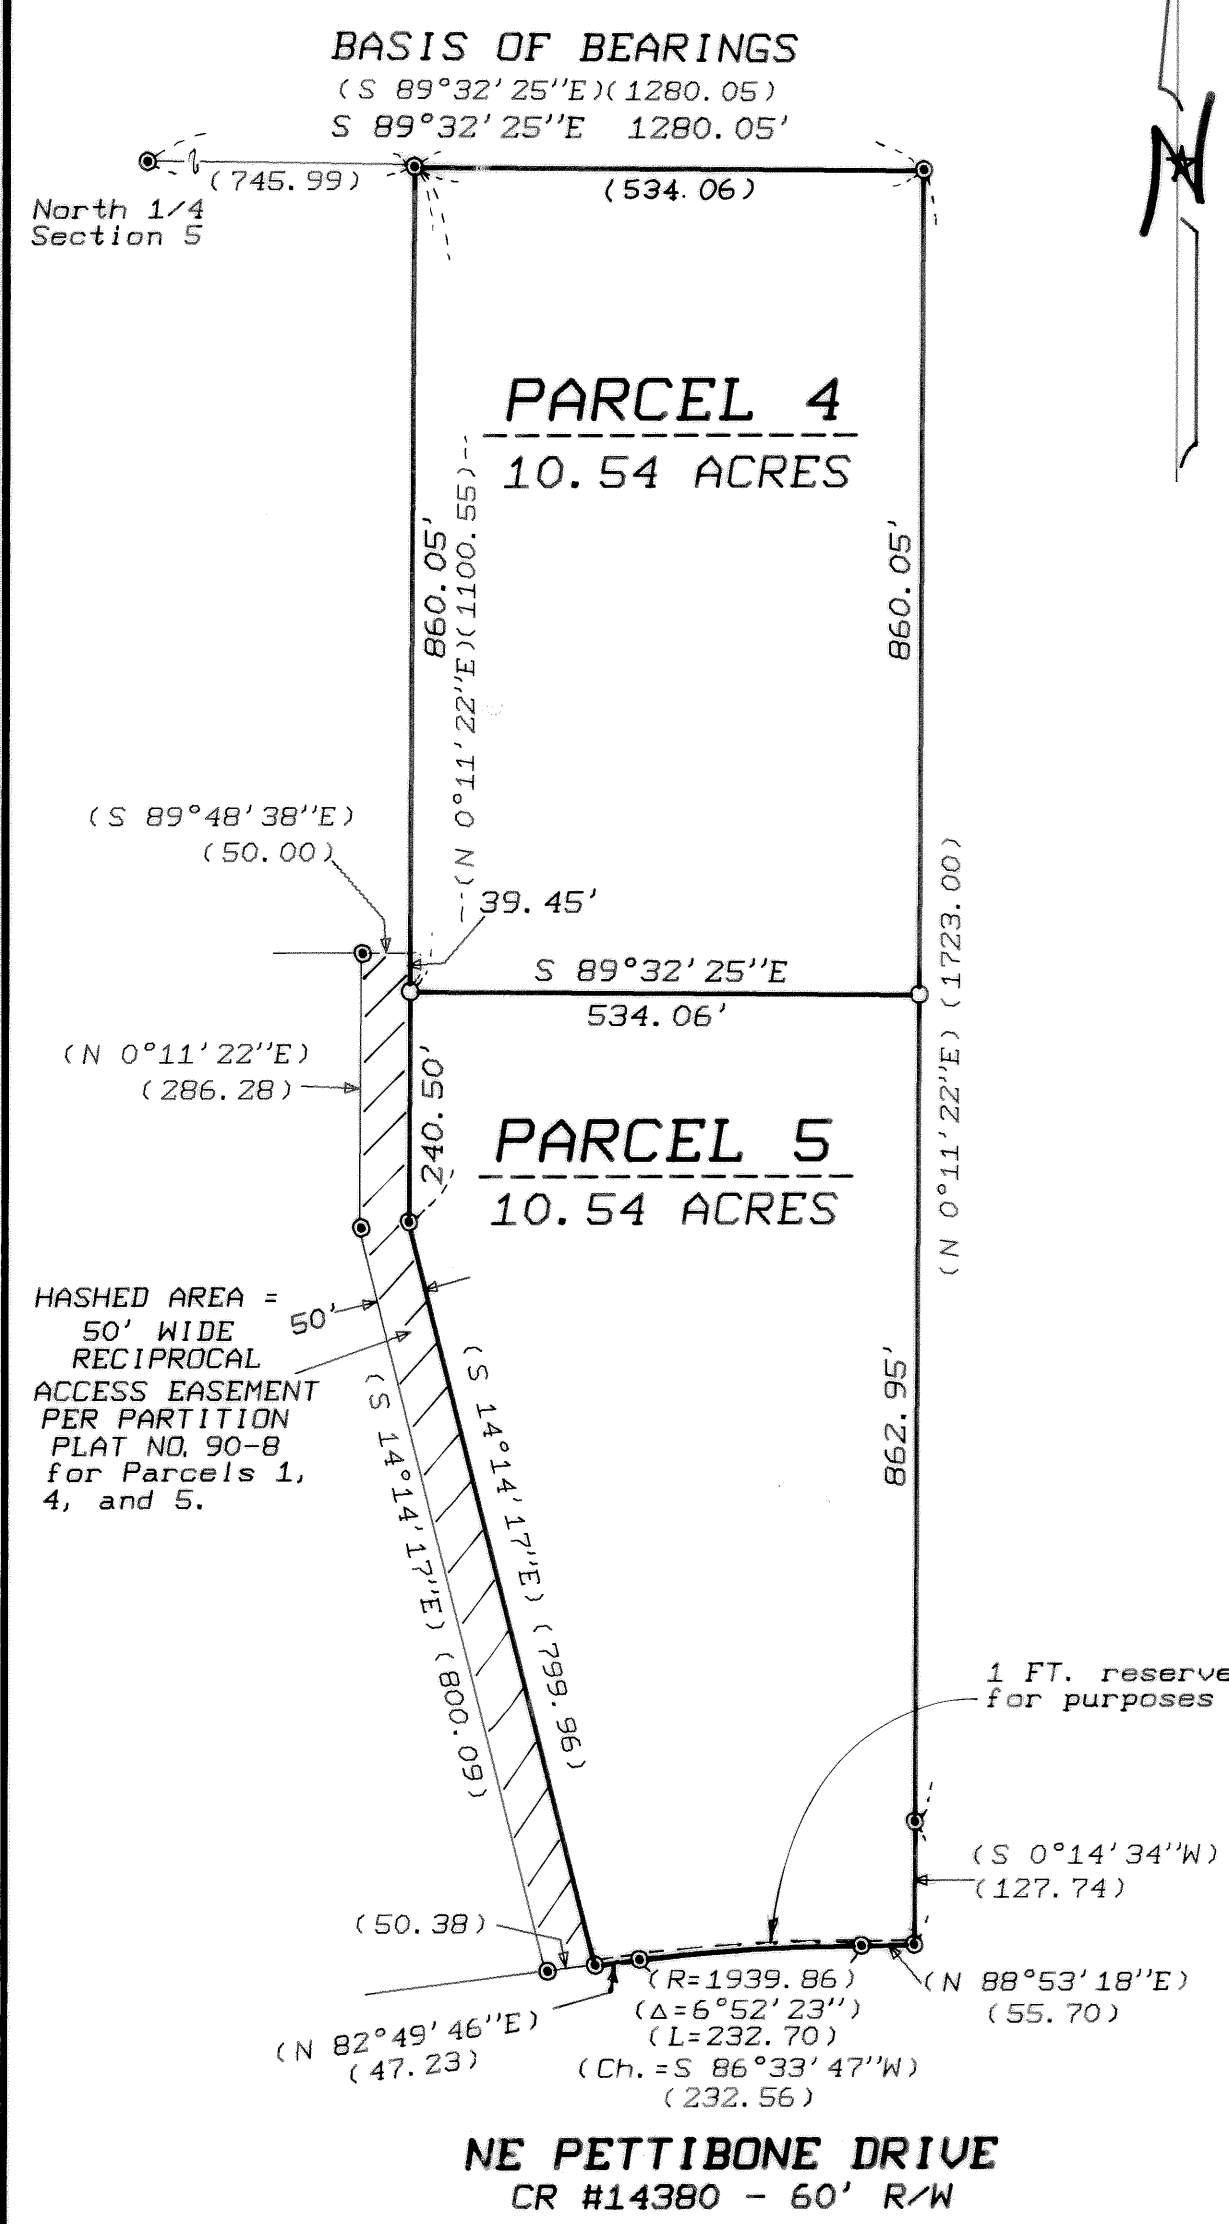 BASIS OF BEARINGS
(S 89°32'25"E)(1280.05)
S 89°32'25"E 1280.05'
N
(745.99)
(534.06)
North 1/4
Section 5
PARCEL 4
10.54 ACRES
860.05'
(N 0°11'22"E)(1100.55)
860.05'
(S 89°48'38"E)
(50.00)
39.45'
S 89°32'25"E
534.06'
(N 0°11'22"E) (1723.00)
(N 0°11'22"E)
(286.28)
240.50'
PARCEL 5
10.54 ACRES
HASHED AREA =
50' WIDE
RECIPROCAL
ACCESS EASEMENT
PER PARTITION
PLAT NO. 90-8
for Parcels 1,
4, and 5.
50'
(S 14°14'17"E) (800.09)
(S 14°14'17"E) (799.96)
862.95'
1 FT. reserve
for purposes
(S 0°14'34"W)
(127.74)
(50.38)
(N 82°49'46"E)
(47.23)
(R=1939.86)
(Δ=6°52'23")
(L=232.70)
(Ch.=S 86°33'47"W)
(232.56)
(N 88°53'18"E)
(55.70)
NE PETTIBONE DRIVE
CR #14380 - 60' R/W